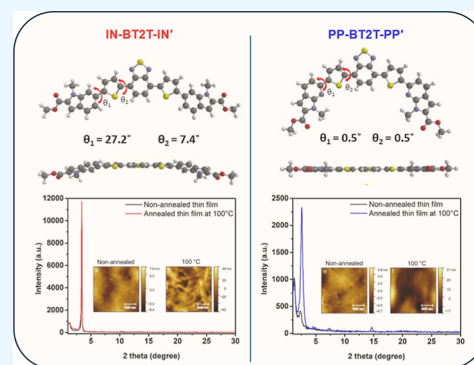 IN-BT2T-IN′
PP-BT2T-PP′
θ₁ θ₂
θ₁ = 27.2° θ₂ = 7.4°
θ₁ θ₂
θ₁ = 0.5° θ₂ = 0.5°
12000
10000
8000
6000
4000
2000
0
Intensity (a.u.)
Non-annealed thin film
Annealed thin film at 100°C
Non-annealed
100 °C
5 10 15 20 25 30
2 theta (degree)
2500
2000
1500
1000
500
0
Intensity (a.u.)
Non-annealed thin film
Annealed thin film at 100°C
Non-annealed
100 °C
5 10 15 20 25 30
2 theta (degree)